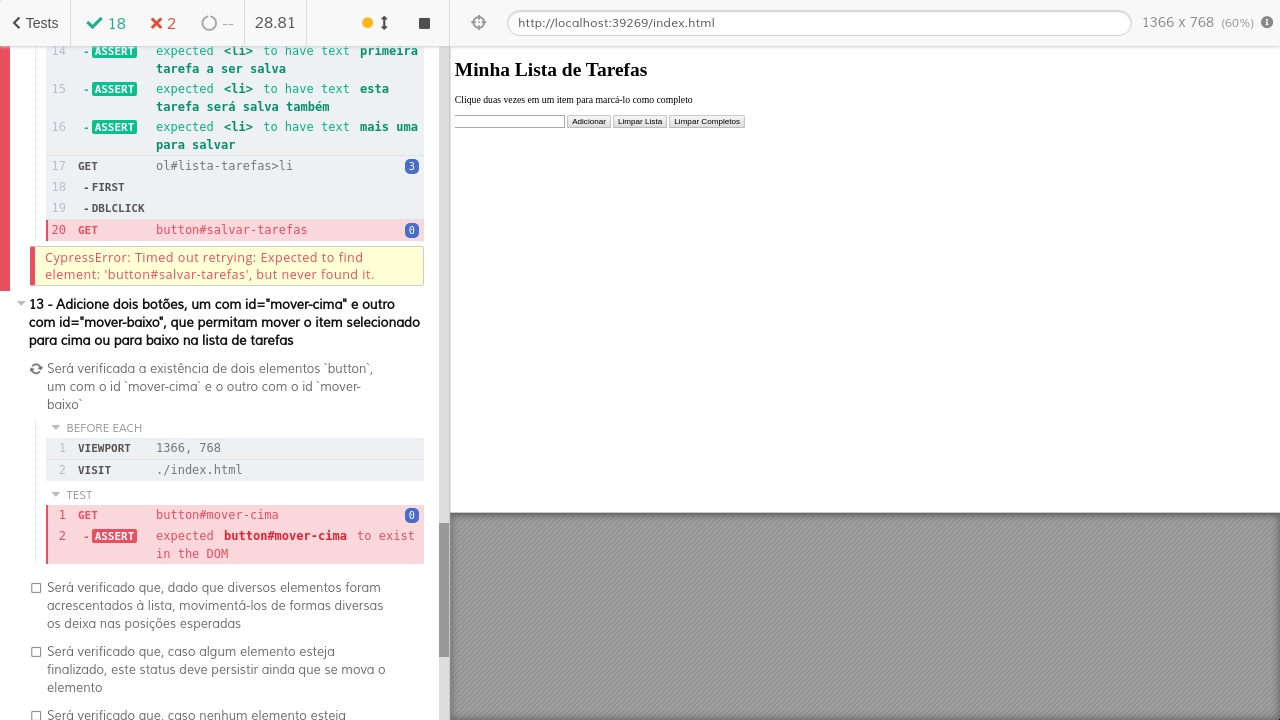 Tests 18 2 -- 28.81 http://localhost:39269/index.html 1366 x 768 (60%)
14 - ASSERT expected <li> to have text primeira
tarefa a ser salva
15 - ASSERT expected <li> to have text esta
tarefa será salva também
16 - ASSERT expected <li> to have text mais uma
para salvar
17 GET ol#lista-tarefas>li 3
18 - FIRST
19 - DBLCLICK
20 GET button#salvar-tarefas 0
CypressError: Timed out retrying: Expected to find
element: 'button#salvar-tarefas', but never found it.
13 - Adicione dois botões, um com id="mover-cima" e outro
com id="mover-baixo", que permitam mover o item selecionado
para cima ou para baixo na lista de tarefas
Será verificada a existência de dois elementos `button`,
um com o id `mover-cima` e o outro com o id `mover-
baixo`
BEFORE EACH
1 VIEWPORT 1366, 768
2 VISIT ./index.html
TEST
1 GET button#mover-cima 0
2 - ASSERT expected button#mover-cima to exist
in the DOM
Será verificado que, dado que diversos elementos foram
acrescentados à lista, movimentá-los de formas diversas
os deixa nas posições esperadas
Será verificado que, caso algum elemento esteja
finalizado, este status deve persistir ainda que se mova o
elemento
Será verificado que, caso nenhum elemento esteja
Minha Lista de Tarefas
Clique duas vezes em um item para marcá-lo como completo
Adicionar Limpar Lista Limpar Completos